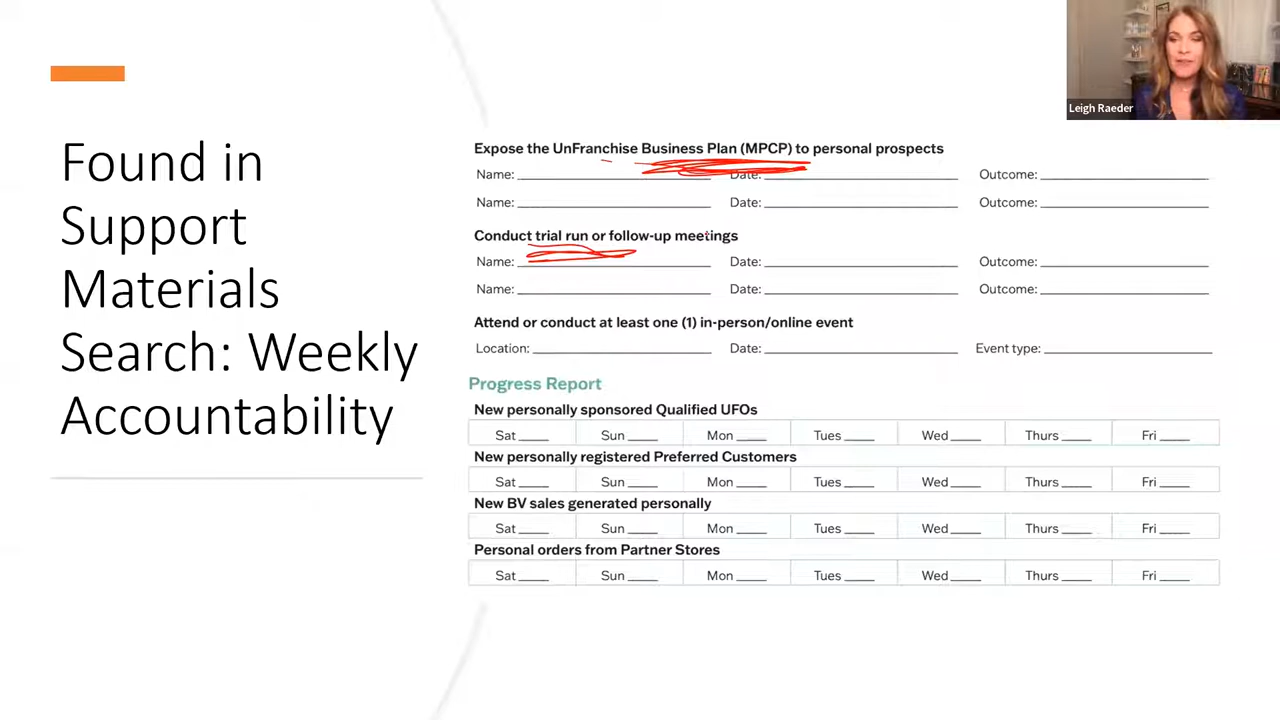 Leigh Raeder
Found in
Support
Materials
Search: Weekly
Accountability
Expose the UnFranchise Business Plan (MPCP) to personal prospects
Name: Date: Outcome:
Name: Date: Outcome:
Conduct trial run or follow-up meetings
Name: Date: Outcome:
Name: Date: Outcome:
Attend or conduct at least one (1) in-person/online event
Location: Date: Event type:
Progress Report
New personally sponsored Qualified UFOs
Sat Sun Mon Tues Wed Thurs Fri
New personally registered Preferred Customers
Sat Sun Mon Tues Wed Thurs Fri
New BV sales generated personally
Sat Sun Mon Tues Wed Thurs Fri
Personal orders from Partner Stores
Sat Sun Mon Tues Wed Thurs Fri